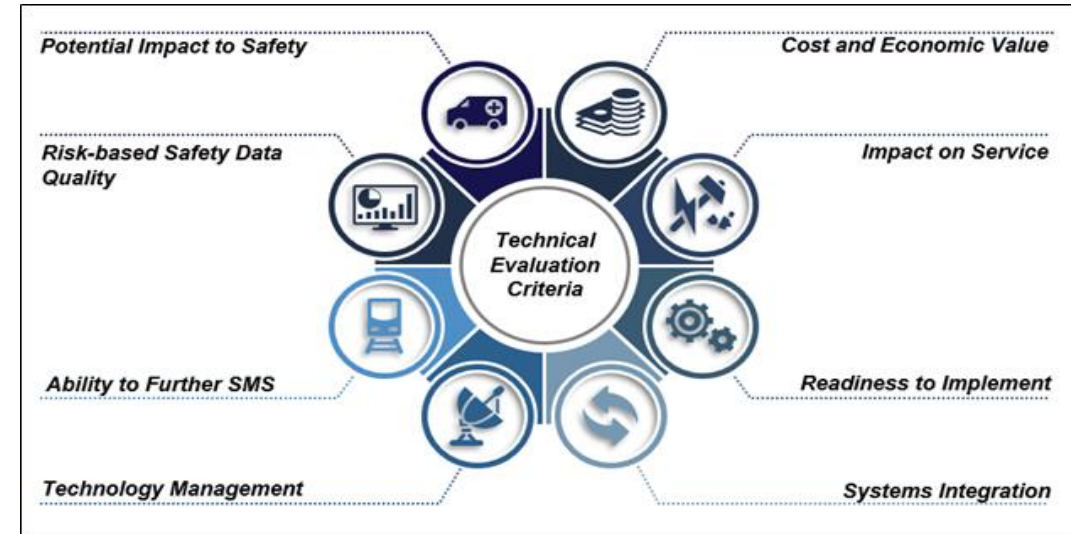 Potential Impact to Safety
Cost and Economic Value
Risk-based Safety Data
Quality
Impact on Service
Technical
Evaluation
Criteria
Ability to Further SMS
Readiness to Implement
Technology Management
Systems Integration